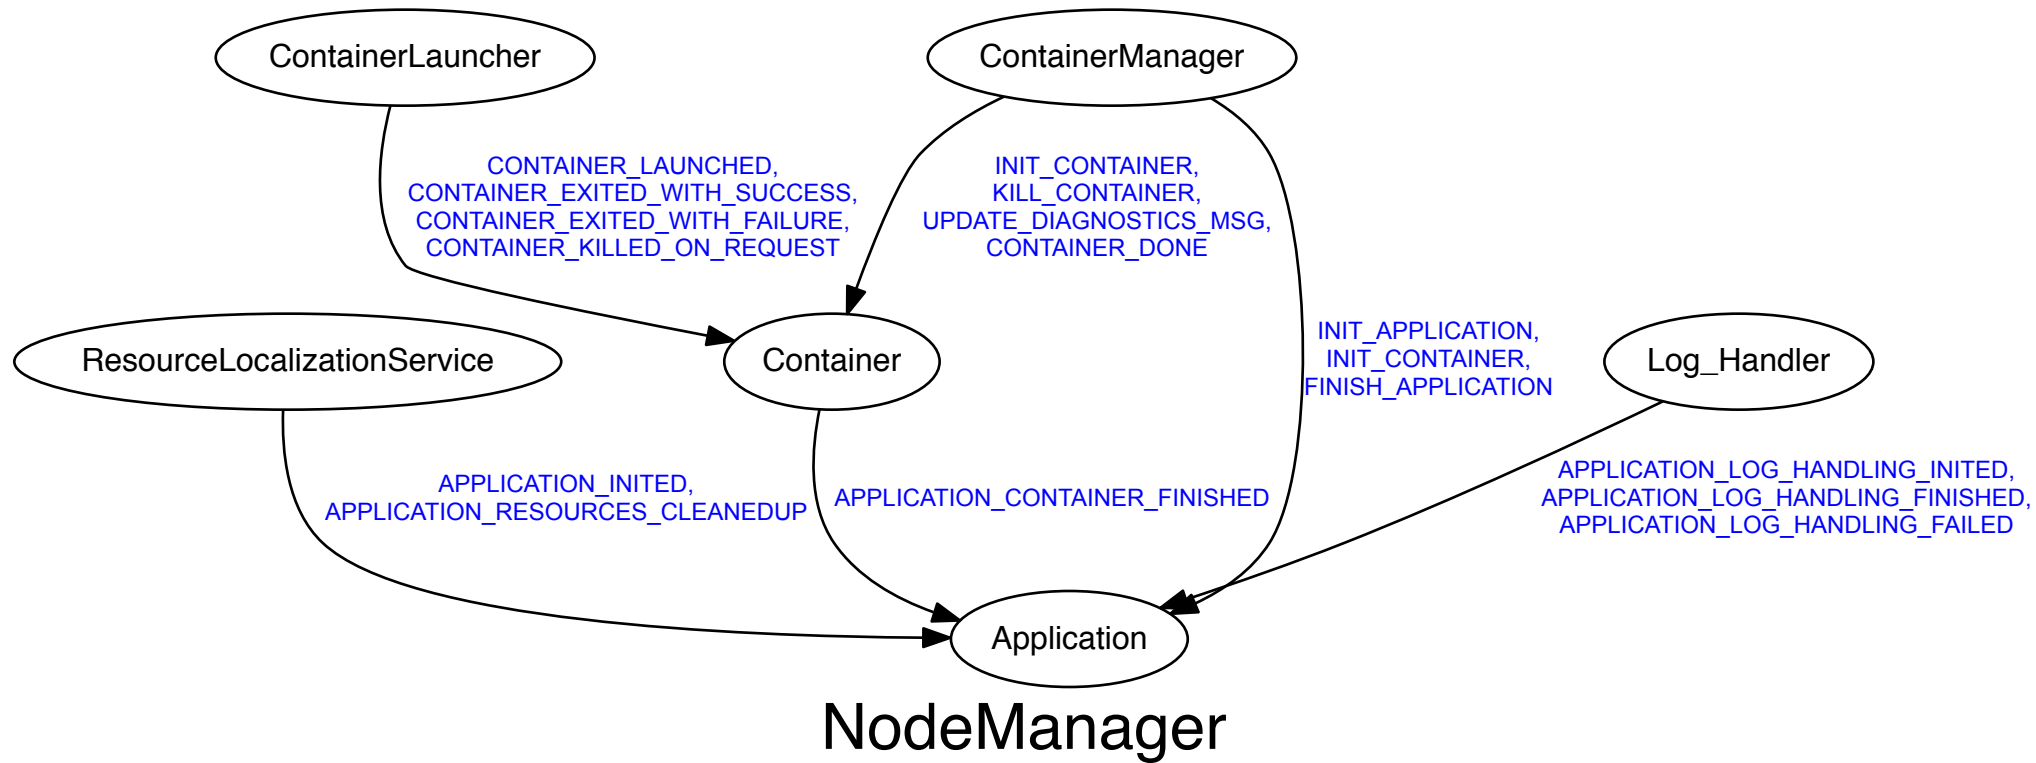 ContainerLauncher
ContainerManager
CONTAINER_LAUNCHED,
CONTAINER_EXITED_WITH_SUCCESS,
CONTAINER_EXITED_WITH_FAILURE,
CONTAINER_KILLED_ON_REQUEST
INIT_CONTAINER,
KILL_CONTAINER,
UPDATE_DIAGNOSTICS_MSG,
CONTAINER_DONE
ResourceLocalizationService
Container
INIT_APPLICATION,
INIT_CONTAINER,
FINISH_APPLICATION
Log_Handler
APPLICATION_INITED,
APPLICATION_RESOURCES_CLEANEDUP
APPLICATION_CONTAINER_FINISHED
APPLICATION_LOG_HANDLING_INITED,
APPLICATION_LOG_HANDLING_FINISHED,
APPLICATION_LOG_HANDLING_FAILED
Application
NodeManager